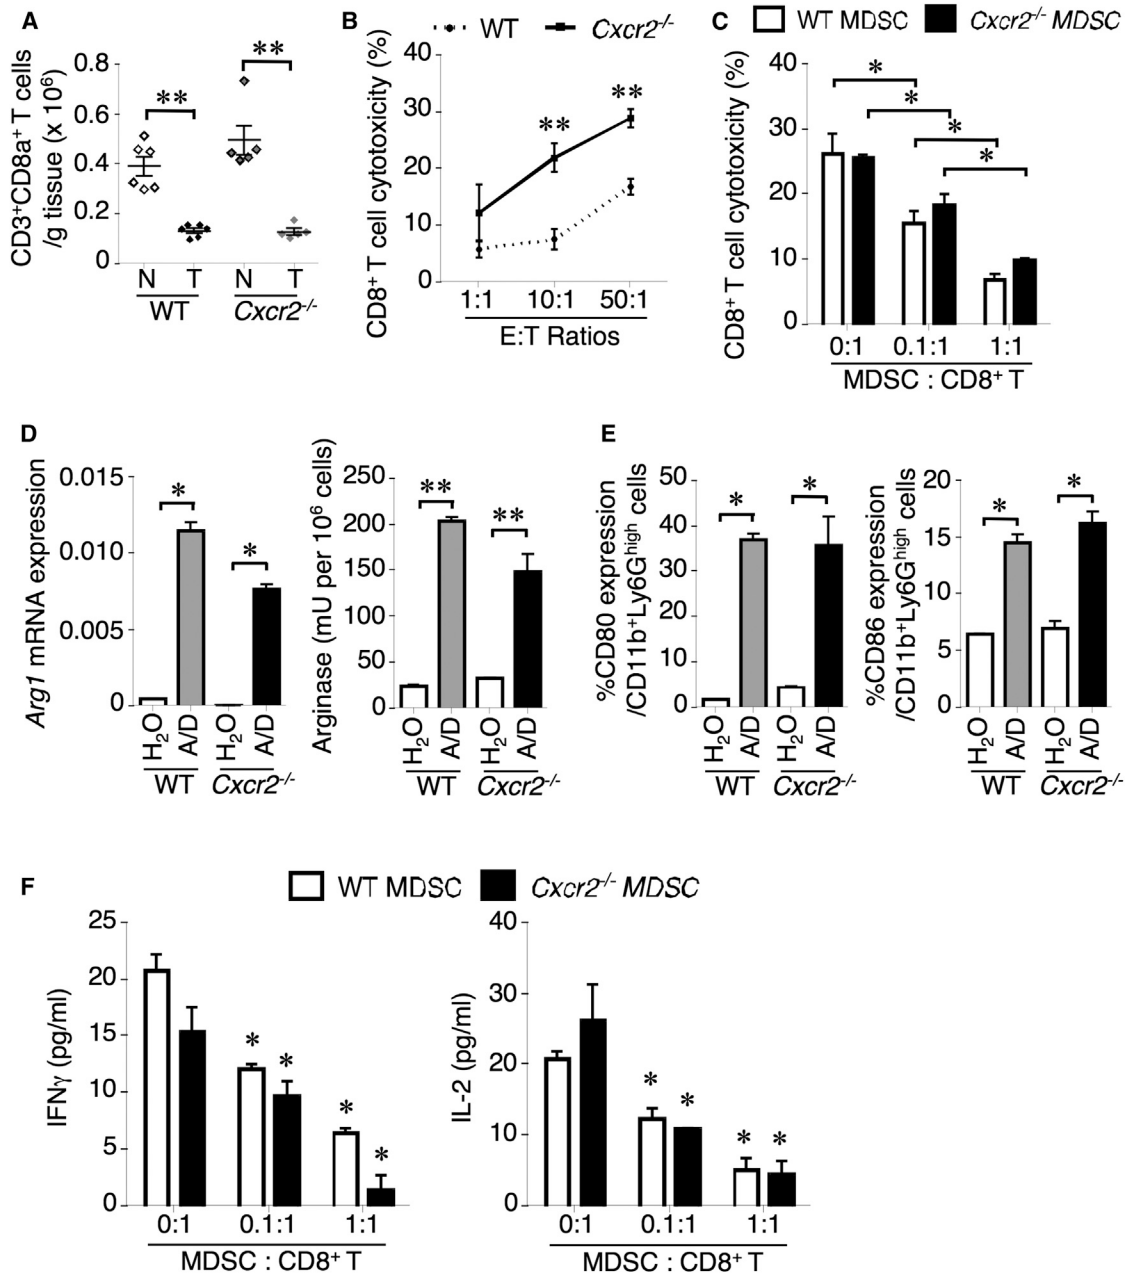 A
CD3+CD8a+ T cells
/g tissue (x 10⁶)
0.8
0.6
0.4
0.2
0
**
**
N T N T
WT Cxcr2-/-
B
WT Cxcr2-/-
CD8+ T cell cytotoxicity (%)
40
30
20
10
0
**
**
1:1 10:1 50:1
E:T Ratios
C
WT MDSC Cxcr2-/- MDSC
CD8+ T cell cytotoxicity (%)
40
30
20
10
0
*
*
*
*
0:1 0.1:1 1:1
MDSC : CD8+ T
D
Arg1 mRNA expression
0.015
0.010
0.005
0
*
*
H₂O A/D H₂O A/D
WT Cxcr2-/-
Arginase (mU per 10⁶ cells)
250
200
150
100
50
0
**
**
H₂O A/D H₂O A/D
WT Cxcr2-/-
E
%CD80 expression
/CD11b+Ly6Ghigh cells
50
40
30
20
10
0
*
*
H₂O A/D H₂O A/D
WT Cxcr2-/-
%CD86 expression
/CD11b+Ly6Ghigh cells
20
15
10
5
0
*
*
H₂O A/D H₂O A/D
WT Cxcr2-/-
F
WT MDSC Cxcr2-/- MDSC
IFNγ (pg/ml)
25
20
15
10
5
0
*
*
*
*
0:1 0.1:1 1:1
MDSC : CD8+ T
IL-2 (pg/ml)
40
30
20
10
0
*
*
*
*
0:1 0.1:1 1:1
MDSC : CD8+ T